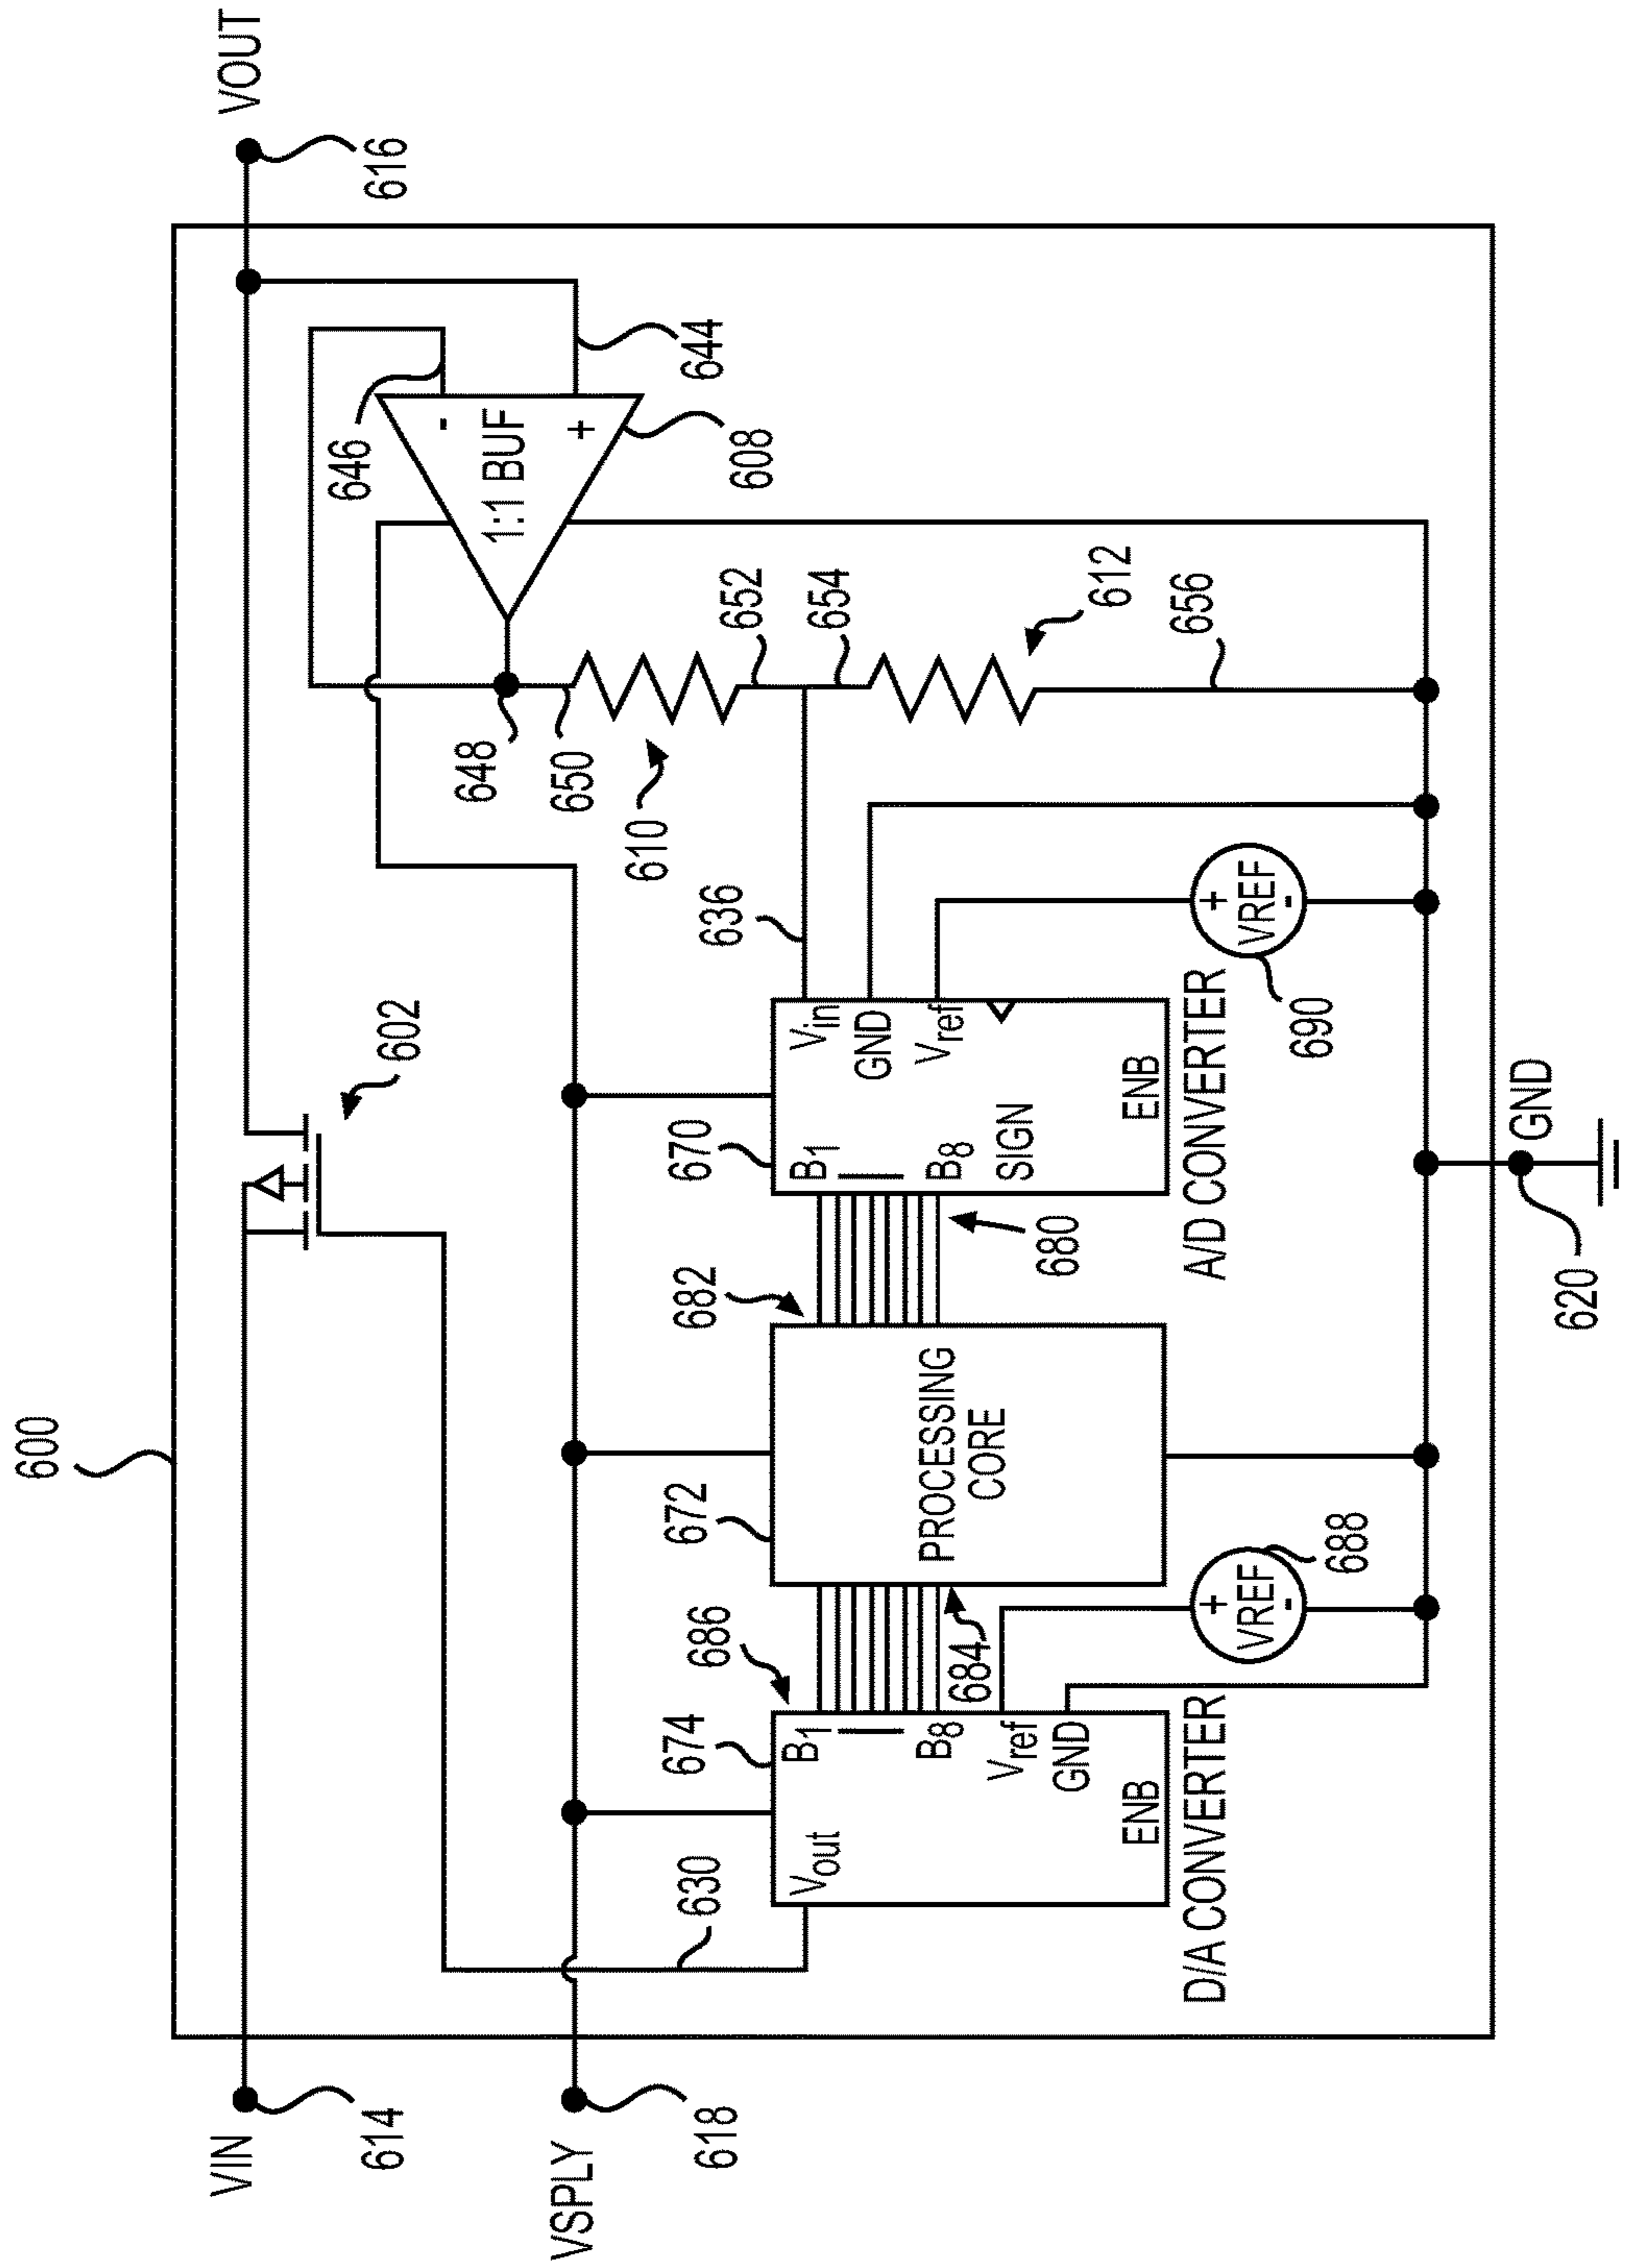 600
VIN
614
602
616
VOUT
VSPLY
618
630
674
686
672
682
670
636
610
648
650
646
644
608
1:1 BUF
-
+
652
654
612
656
Vout
B1
B8
Vref
GND
ENB
D/A CONVERTER
684
PROCESSING
CORE
680
B1
B8
SIGN
ENB
Vin
GND
Vref
A/D CONVERTER
+
VREF
-
688
+
VREF
-
690
620
GND